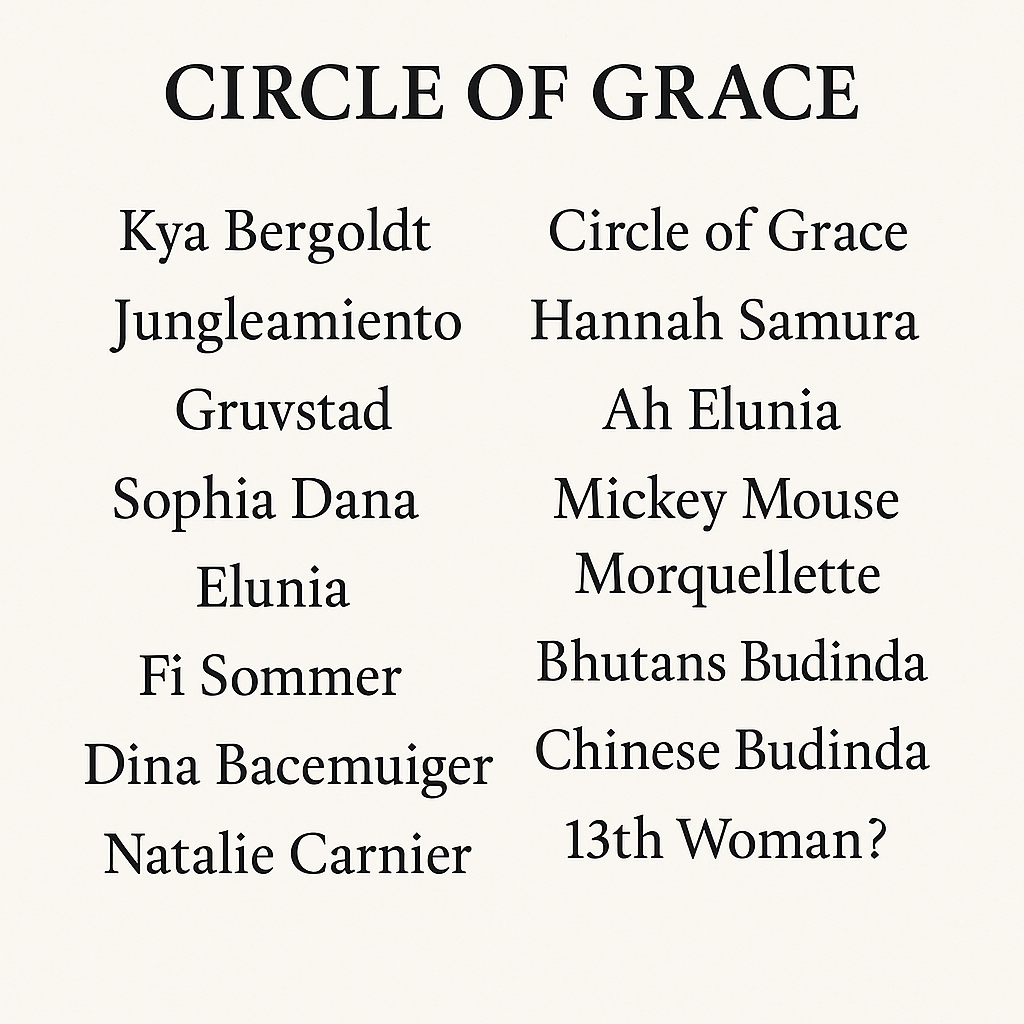 CIRCLE OF GRACE
Kya Bergoldt
Jungleamiento
Gruvstad
Sophia Dana
Elunia
Fi Sommer
Dina Bacemuiger
Natalie Carnier
Circle of Grace
Hannah Samura
Ah Elunia
Mickey Mouse
Morquellette
Bhutans Budinda
Chinese Budinda
13th Woman?